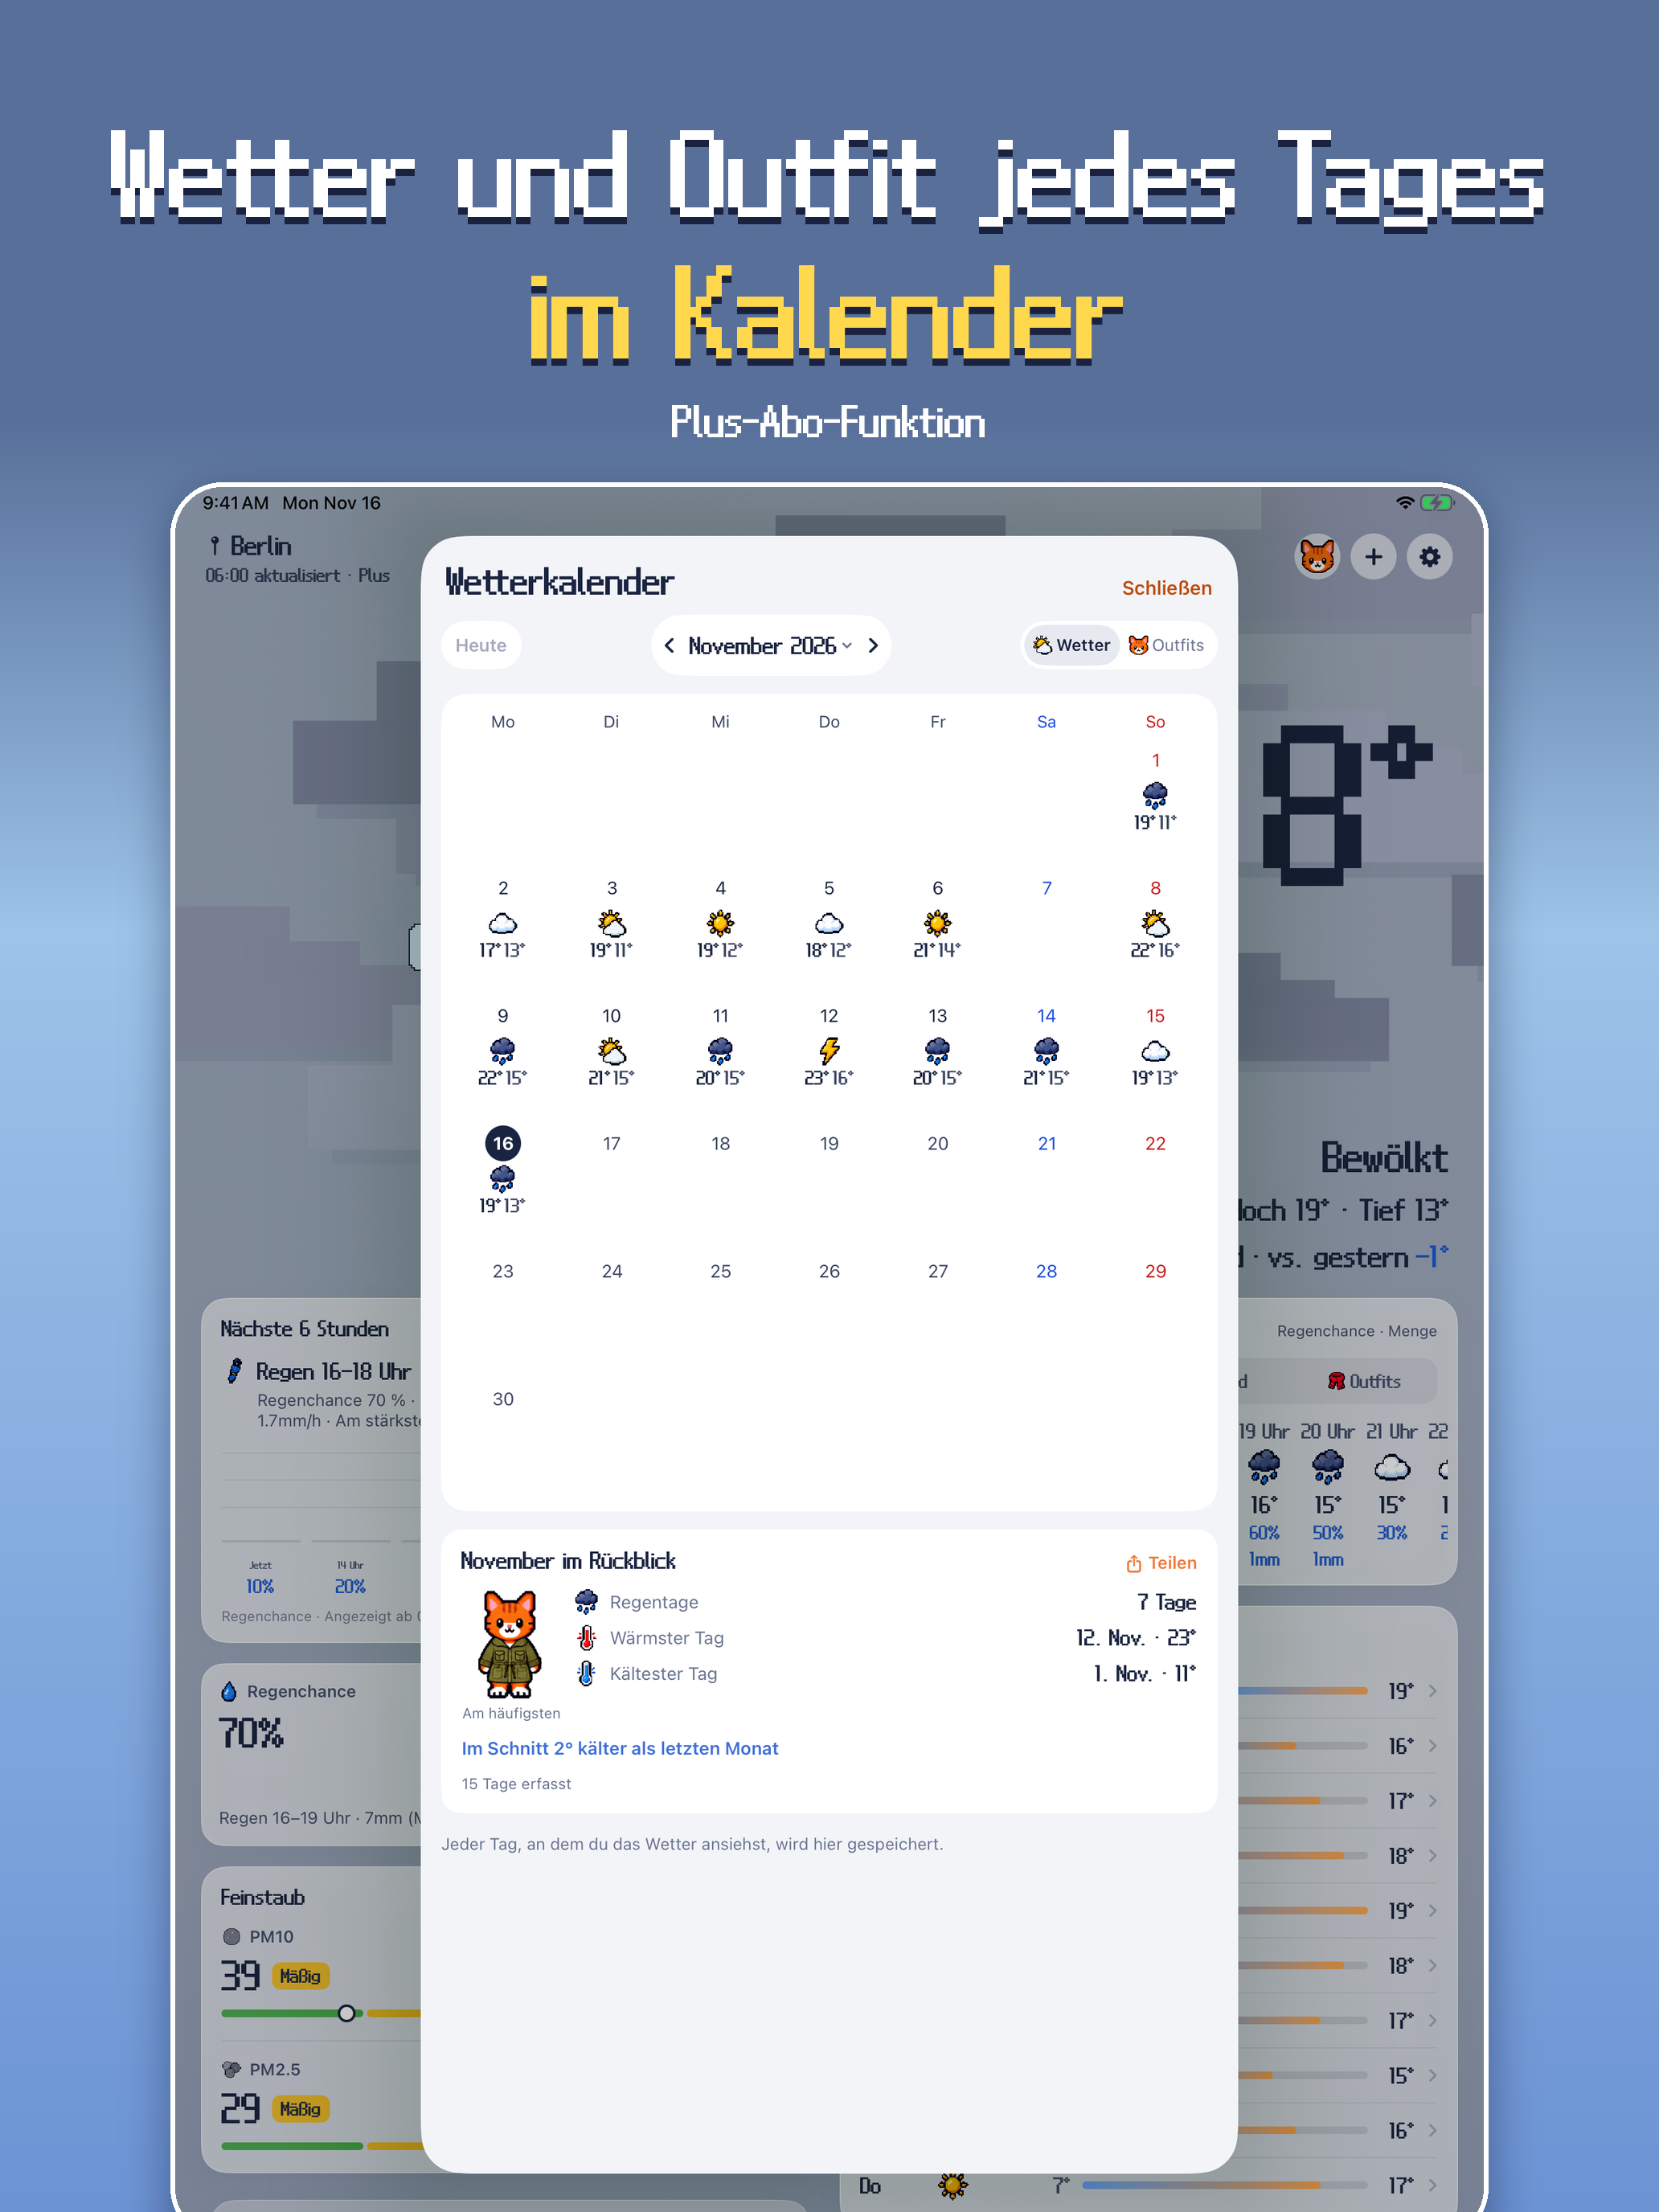 Wetter und Outfit jedes Tages
im Kalender
Plus-Abo-Funktion
9:41 AM Mon Nov 16
Berlin
06:00 aktualisiert · Plus
8°
Bewölkt
Hoch 19° · Tief 13°
vs. gestern -1°
Wetterkalender
Schließen
Heute
November 2026
Wetter
Outfits
Mo Di Mi Do Fr Sa So
1
19° 11°
2 3 4 5 6 7 8
17° 13° 19° 11° 19° 12° 18° 12° 21° 14° 22° 16°
9 10 11 12 13 14 15
22° 15° 21° 15° 20° 15° 23° 16° 20° 15° 21° 15° 19° 13°
16 17 18 19 20 21 22
19° 13°
23 24 25 26 27 28 29
30
November im Rückblick
Teilen
Regentage 7 Tage
Wärmster Tag 12. Nov. · 23°
Kältester Tag 1. Nov. · 11°
Am häufigsten
Im Schnitt 2° kälter als letzten Monat
15 Tage erfasst
Jeder Tag, an dem du das Wetter ansiehst, wird hier gespeichert.
Nächste 6 Stunden
Regen 16–18 Uhr
Regenchance 70 % ·
1.7mm/h · Am
Jetzt 14 Uhr
10% 20%
Regenchance · Angezeigt ab
Regenchance
70%
Regen 16–19 Uhr · 7mm
Feinstaub
PM10
39 Mäßig
PM2.5
29 Mäßig
Regenchance · Menge
Outfits
19 Uhr 20 Uhr 21 Uhr 22
16° 15° 15°
60% 50% 30%
1mm 1mm
19°
16°
17°
18°
19°
18°
17°
15°
16°
Do 7° 17°